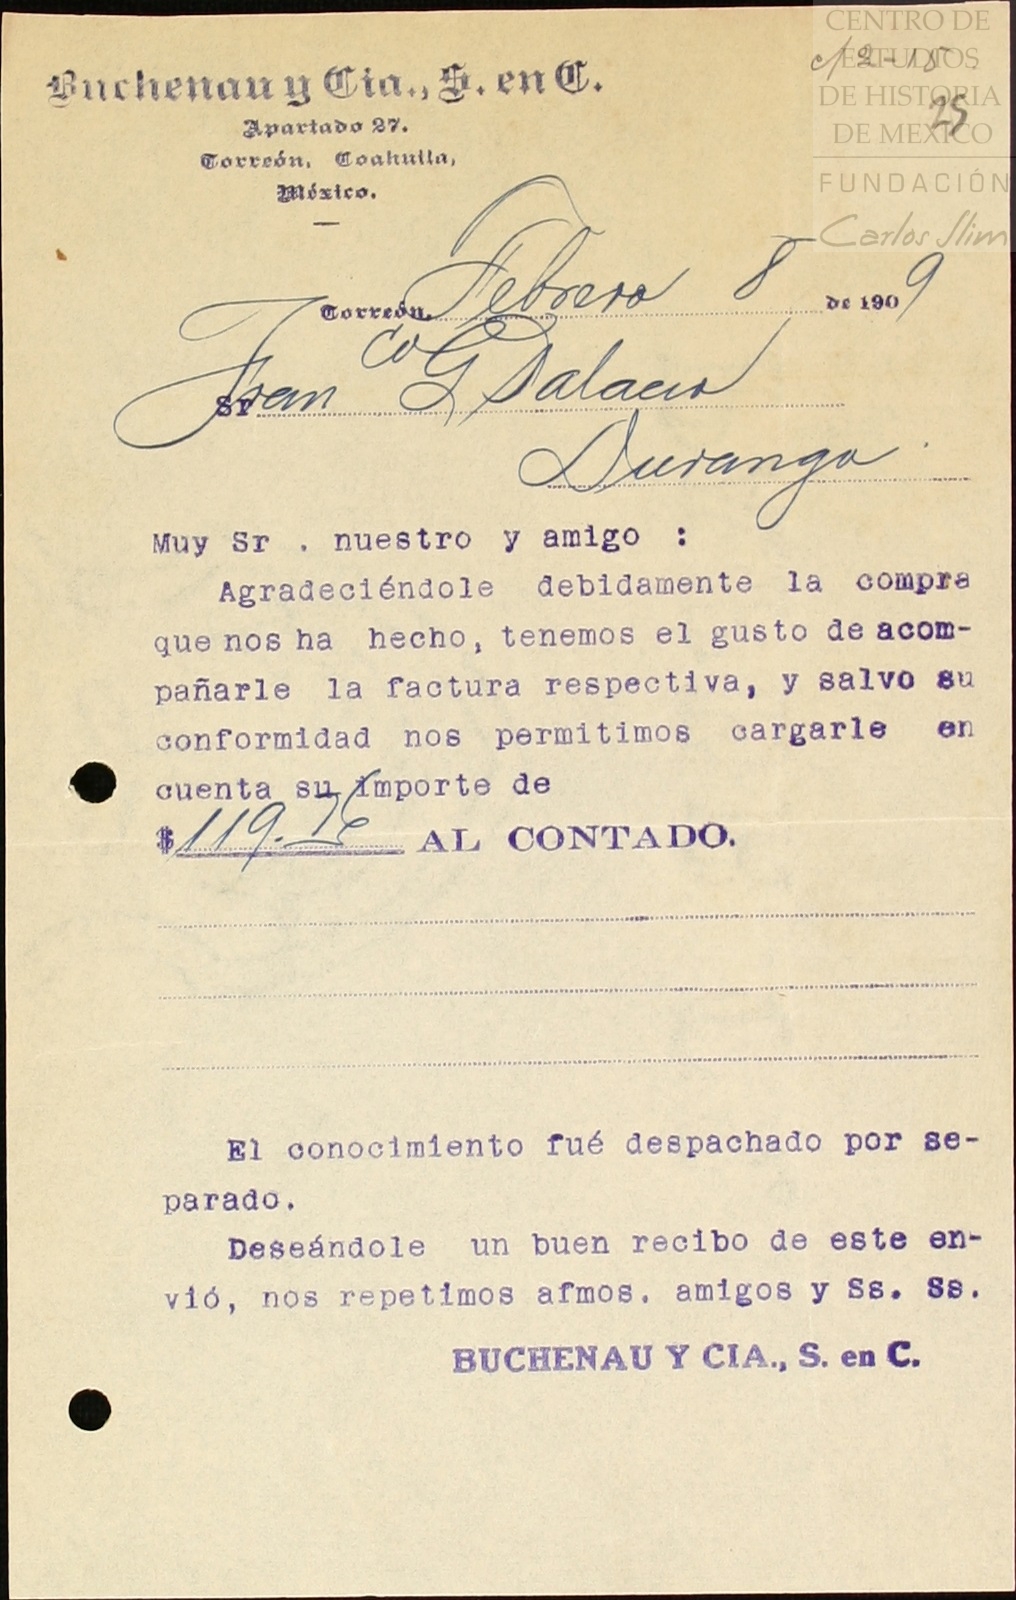 CENTRO DE
ESTUDIOS
DE HISTORIA
DE MEXICO
FUNDACIÓN
Carlos Slim
25
Buchenau y Cia., S. en C.
Apartado 27.
Torreón, Coahuila,
México.
Torreón, Febrero 8 de 1909
Sr Franco G Palacio
Durango.
Muy Sr . nuestro y amigo :
Agradeciéndole debidamente la compra
que nos ha hecho, tenemos el gusto de acom-
pañarle la factura respectiva, y salvo su
conformidad nos permitimos cargarle en
cuenta su importe de
$119. AL CONTADO.
El conocimiento fué despachado por se-
parado.
Deseándole un buen recibo de este en-
vió, nos repetimos afmos. amigos y Ss. Ss.
BUCHENAU Y CIA., S. en C.